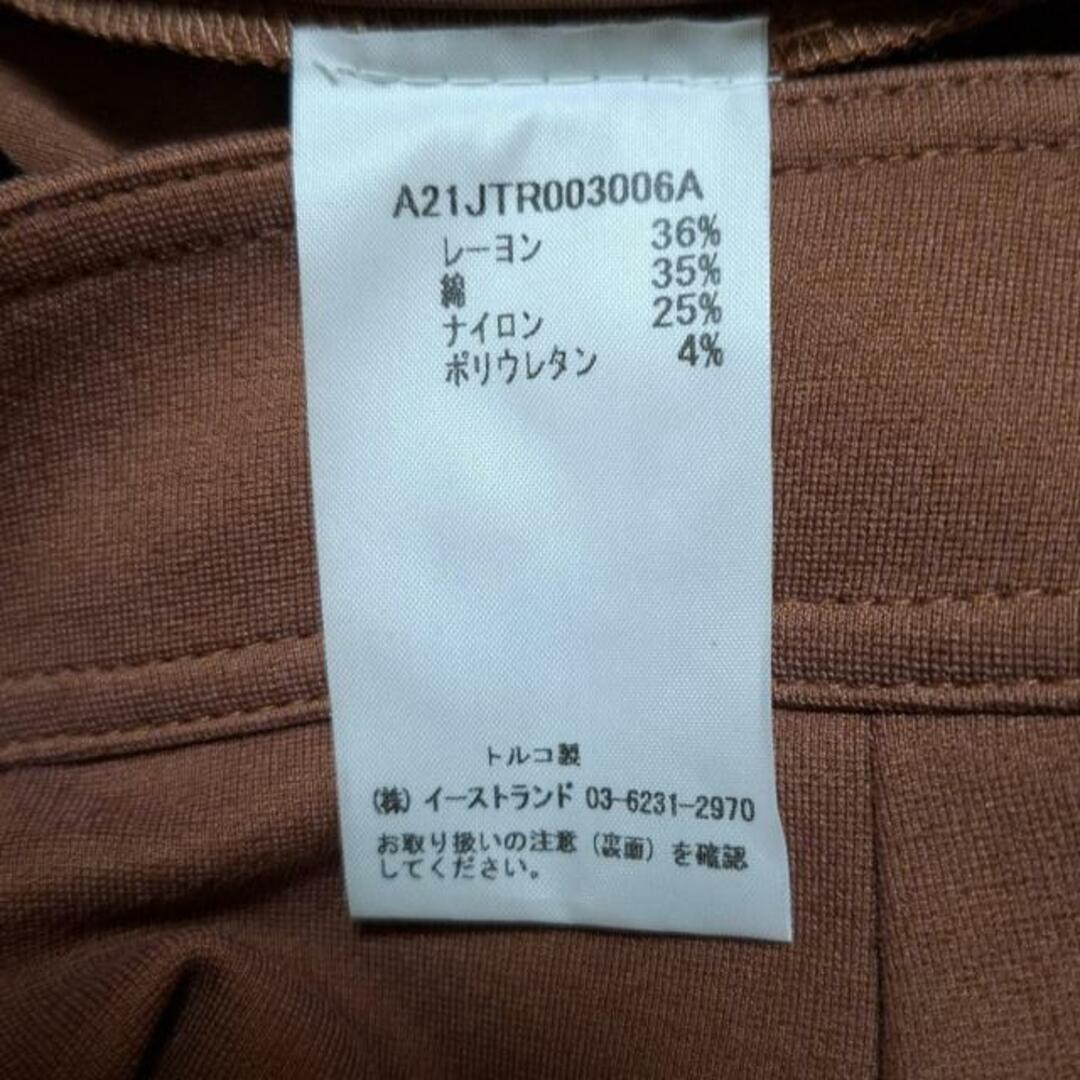 A21JTR003006A
レーヨン 36%
綿 35%
ナイロン 25%
ポリウレタン 4%
トルコ製
(株) イーストランド 03-6231-2970
お取り扱いの注意 (裏面) を確認
してください。